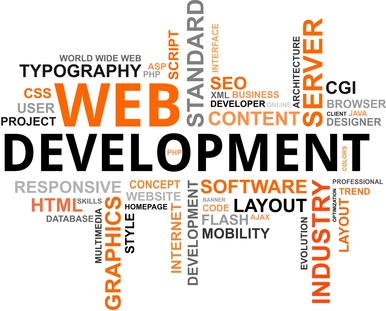 WORLD WIDE WEB
TYPOGRAPHY
ASP
PHP
SCRIPT
STANDARD
INTERFACE
SEO
XML BUSINESS
DEVELOPER ONLINE
CONTENT
ARCHITECTURE
SERVER
CGI
BROWSER
CLIENT JAVA
DESIGNER
CSS
USER
PROJECT
WEB
DEVELOPMENT
PHP
COLORS
RESPONSIVE
HTML SKILLS
DATABASE
MULTIMEDIA
GRAPHICS
STYLE
CONCEPT
WEBSITE
HOMEPAGE
INTERNET
DEVELOPMENT
SOFTWARE
BANNER
CODE
LAYOUT
FLASH AJAX
MOBILITY
EVOLUTION
INDUSTRY
OPTIMIZATION
PROFESSIONAL
TREND
LAYOUT